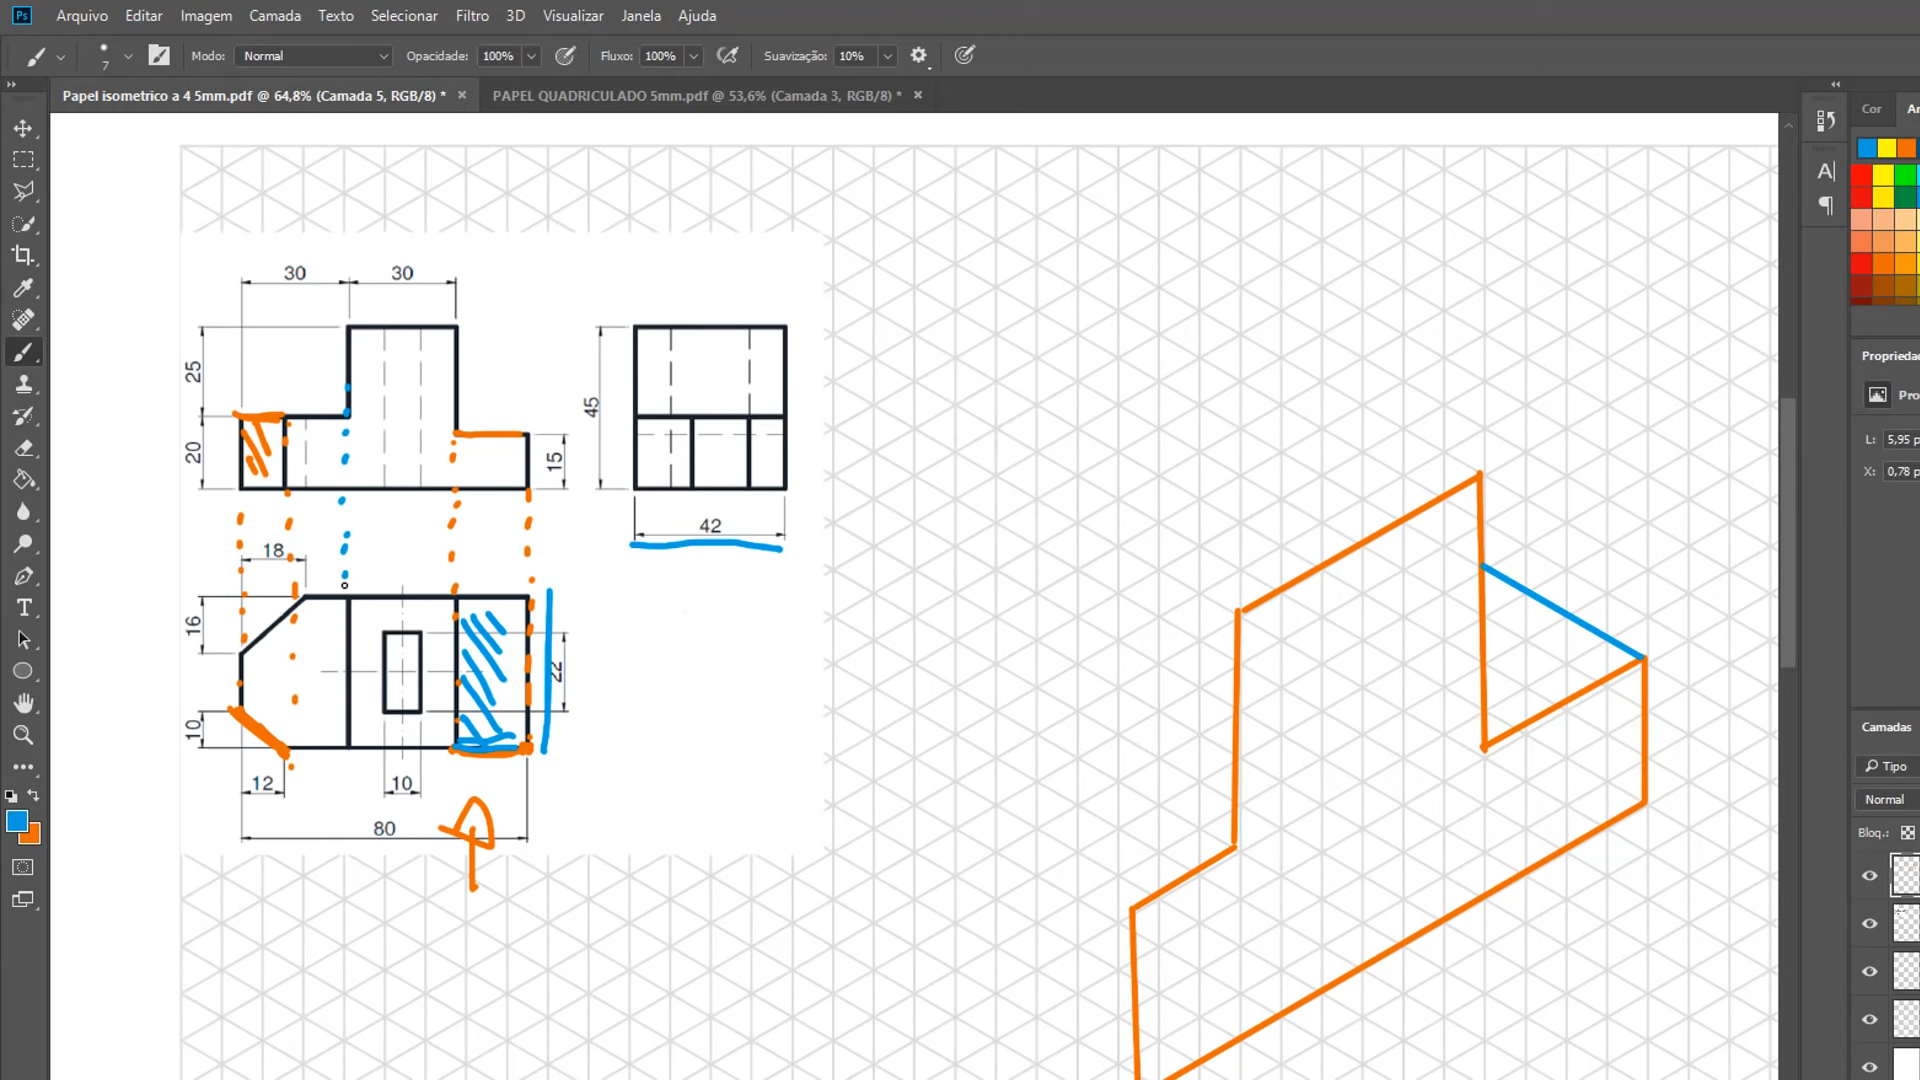 Ps Arquivo Editar Imagem Camada Texto Selecionar Filtro 3D Visualizar Janela Ajuda
7 Modo: Normal Opacidade: 100% Fluxo: 100% Suavização: 10%
Papel isometrico a 4 5mm.pdf @ 64,8% (Camada 5, RGB/8) * × PAPEL QUADRICULADO 5mm.pdf @ 53,6% (Camada 3, RGB/8) * ×
Cor
30 30
25
45
20
15
42
18
16
22
10
12 10
80
Propriedad
L: 5,95 p
X: 0,78 p
Camadas
Tipo
Normal
Bloq.: